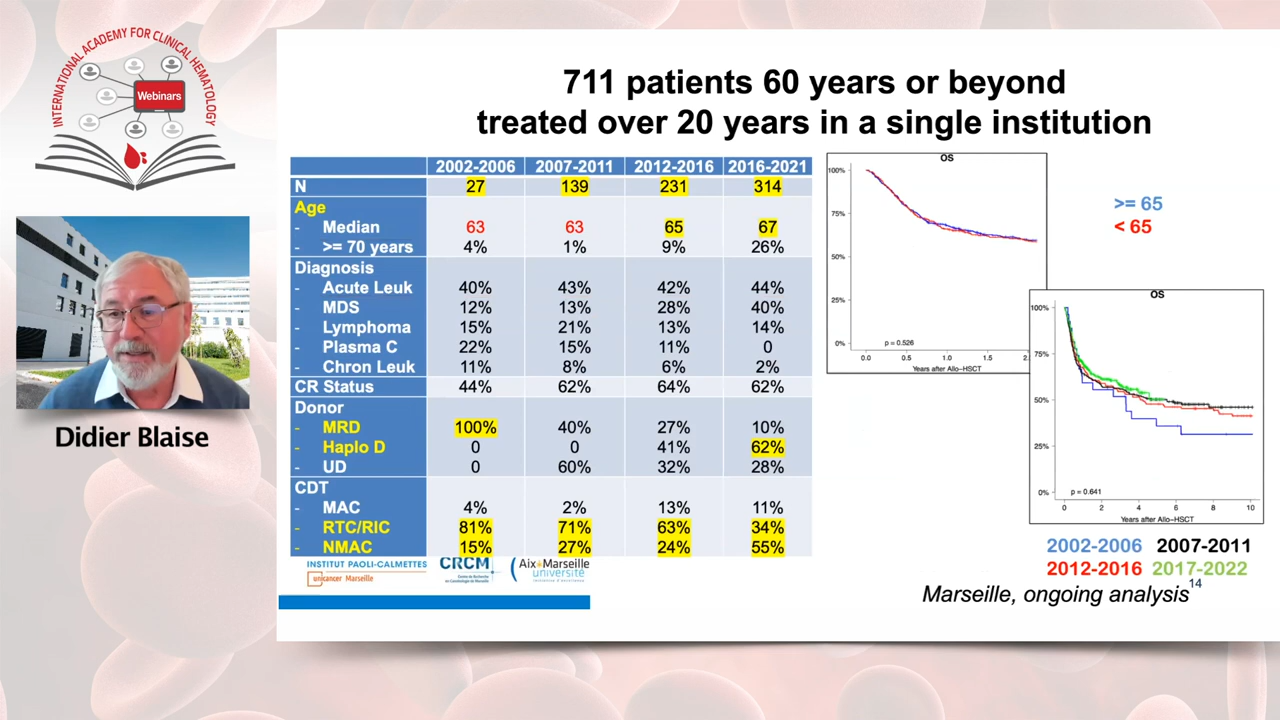 INTERNATIONAL ACADEMY FOR CLINICAL HEMATOLOGY
Webinars
Didier Blaise
711 patients 60 years or beyond
treated over 20 years in a single institution
2002-2006 2007-2011 2012-2016 2016-2021
N 27 139 231 314
Age
- Median 63 63 65 67
- >= 70 years 4% 1% 9% 26%
Diagnosis
- Acute Leuk 40% 43% 42% 44%
- MDS 12% 13% 28% 40%
- Lymphoma 15% 21% 13% 14%
- Plasma C 22% 15% 11% 0
- Chron Leuk 11% 8% 6% 2%
CR Status 44% 62% 64% 62%
Donor
- MRD 100% 40% 27% 10%
- Haplo D 0 0 41% 62%
- UD 0 60% 32% 28%
CDT
- MAC 4% 2% 13% 11%
- RTC/RIC 81% 71% 63% 34%
- NMAC 15% 27% 24% 55%
INSTITUT PAOLI-CALMETTES
unicancer Marseille
CRCM
Centre de Recherche
en Cancérologie de Marseille
Aix*Marseille
université
OS
100%
75%
50%
25%
0%
p = 0.526
0.0 0.5 1.0 1.5 2.
Years after Allo-HSCT
>= 65
< 65
OS
100%
75%
50%
25%
0%
p = 0.641
0 2 4 6 8 10
Years after Allo-HSCT
2002-2006 2007-2011
2012-2016 2017-2022
14
Marseille, ongoing analysis